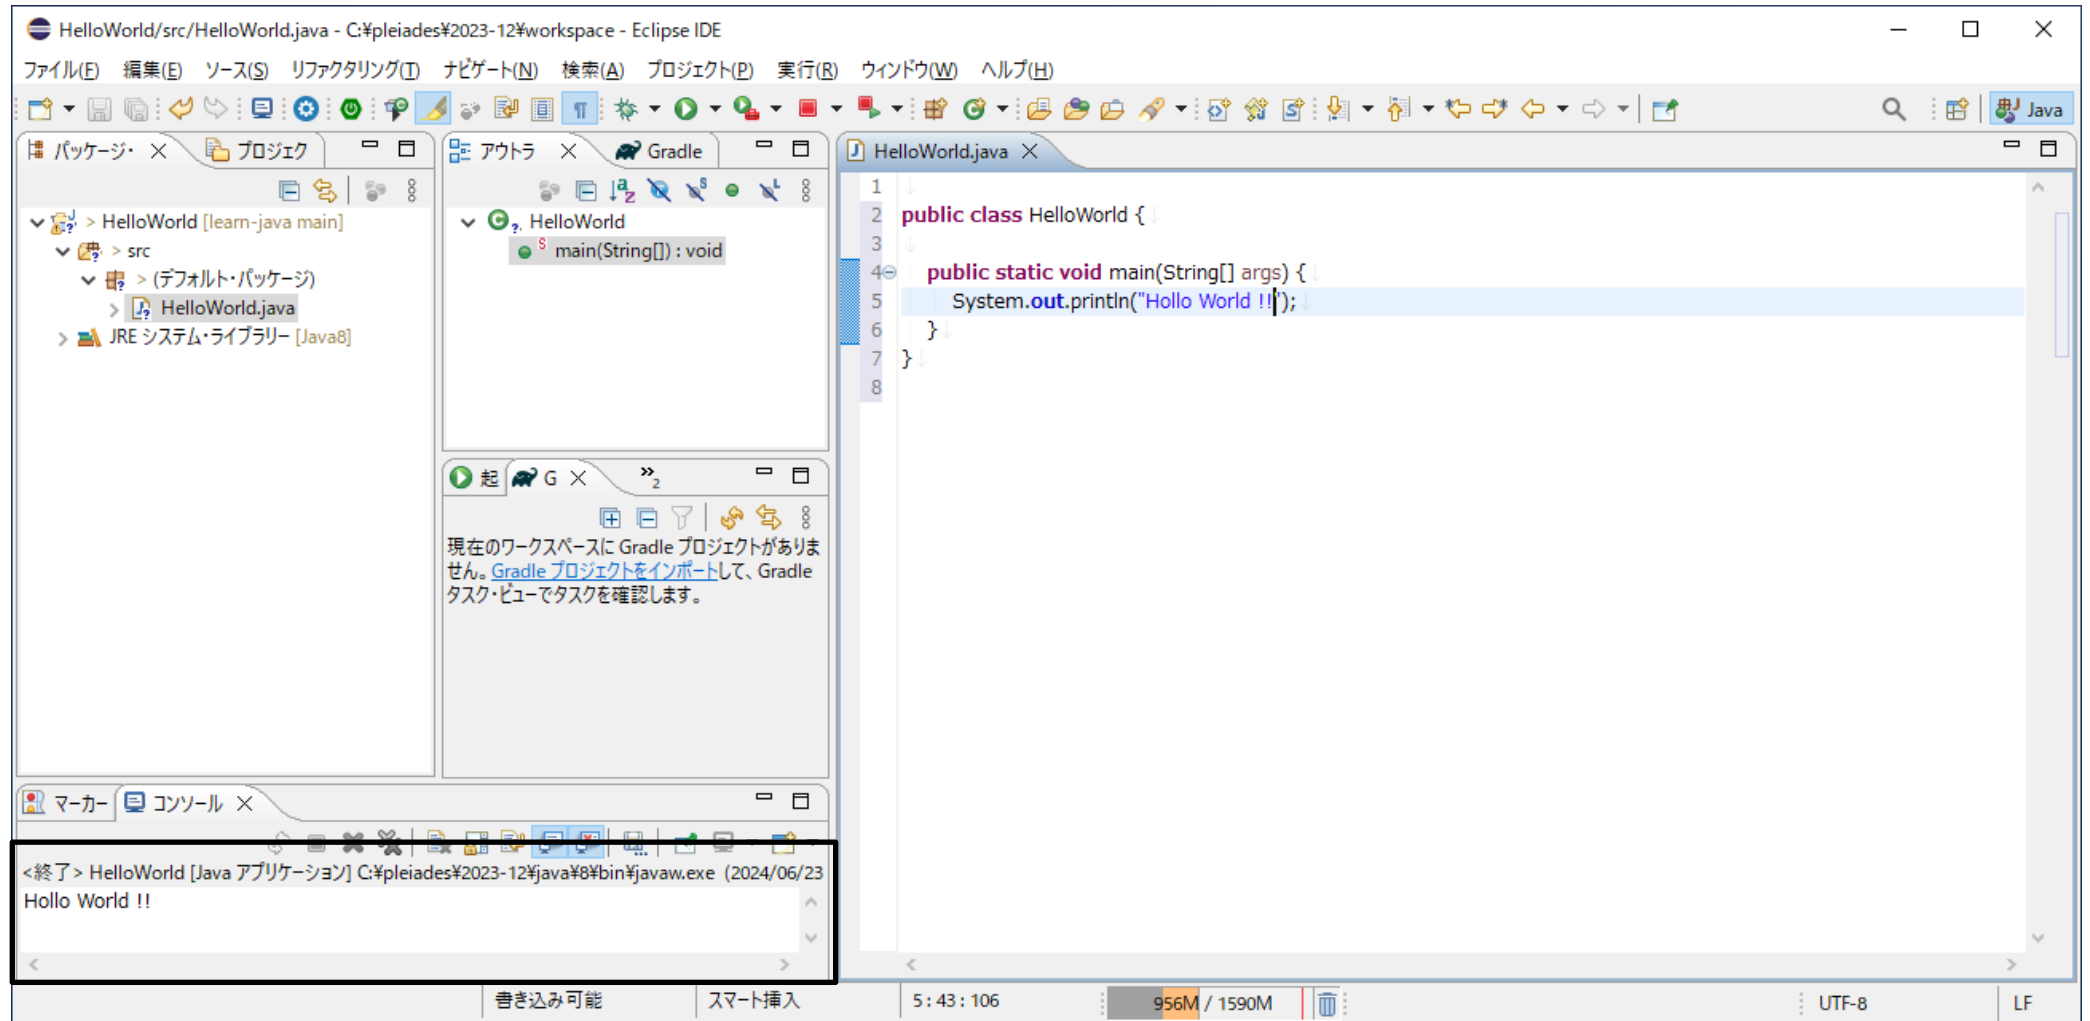 HelloWorld/src/HelloWorld.java - C:¥pleiades¥2023-12¥workspace - Eclipse IDE
ファイル(F) 編集(E) ソース(S) リファクタリング(T) ナビゲート(N) 検索(A) プロジェクト(P) 実行(R) ウィンドウ(W) ヘルプ(H)
Java
パッケージ・ プロジェク
> HelloWorld [learn-java main]
> src
> (デフォルト・パッケージ)
HelloWorld.java
JRE システム・ライブラリー [Java8]
アウトラ Gradle
HelloWorld
main(String[]) : void
起 G »2
現在のワークスペースに Gradle プロジェクトがありま
せん。Gradle プロジェクトをインポートして、Gradle
タスク・ビューでタスクを確認します。
HelloWorld.java
1
2 public class HelloWorld {
3
4 public static void main(String[] args) {
5 System.out.println("Hollo World !!");
6 }
7 }
8
マーカー コンソール
<終了> HelloWorld [Java アプリケーション] C:¥pleiades¥2023-12¥java¥8¥bin¥javaw.exe (2024/06/23
Hollo World !!
書き込み可能 スマート挿入 5 : 43 : 106 956M / 1590M UTF-8 LF